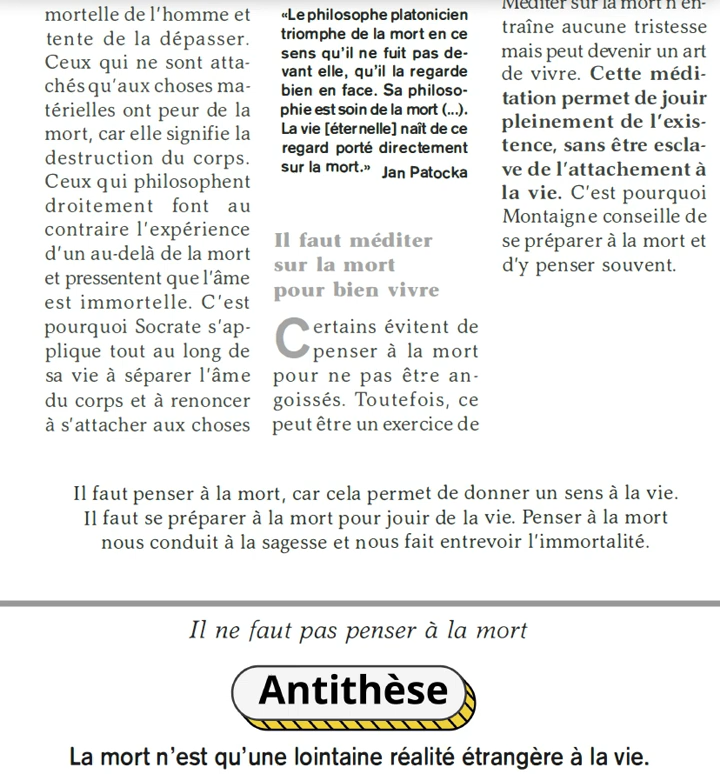 mortelle de l'homme et
tente de la dépasser.
Ceux qui ne sont atta-
chés qu'aux choses ma-
térielles ont peur de la
mort, car elle signifie la
destruction du corps.
Ceux qui philosophent
droitement font au
contraire l'expérience
d'un au-delà de la mort
et pressentent que l'âme
est immortelle. C'est
pourquoi Socrate s'ap-
plique tout au long de
sa vie à séparer l'âme
du corps et à renoncer
à s'attacher aux choses
«Le philosophe platonicien
triomphe de la mort en ce
sens qu'il ne fuit pas de-
vant elle, qu'il la regarde
bien en face. Sa philoso-
phie est soin de la mort (...).
La vie [éternelle] naît de ce
regard porté directement
sur la mort.» Jan Patocka
Il faut méditer
sur la mort
pour bien vivre
Certains évitent de
penser à la mort
pour ne pas être an-
goissés. Toutefois, ce
peut être un exercice de
Méditer sur la mort n'en-
traîne aucune tristesse
mais peut devenir un art
de vivre. Cette médi-
tation permet de jouir
pleinement de l'exis-
tence, sans être escla-
ve de l'attachement à
la vie. C'est pourquoi
Montaigne conseille de
se préparer à la mort et
d'y penser souvent.
Il faut penser à la mort, car cela permet de donner un sens à la vie.
Il faut se préparer à la mort pour jouir de la vie. Penser à la mort
nous conduit à la sagesse et nous fait entrevoir l'immortalité.
Il ne faut pas penser à la mort
Antithèse
La mort n'est qu'une lointaine réalité étrangère à la vie.